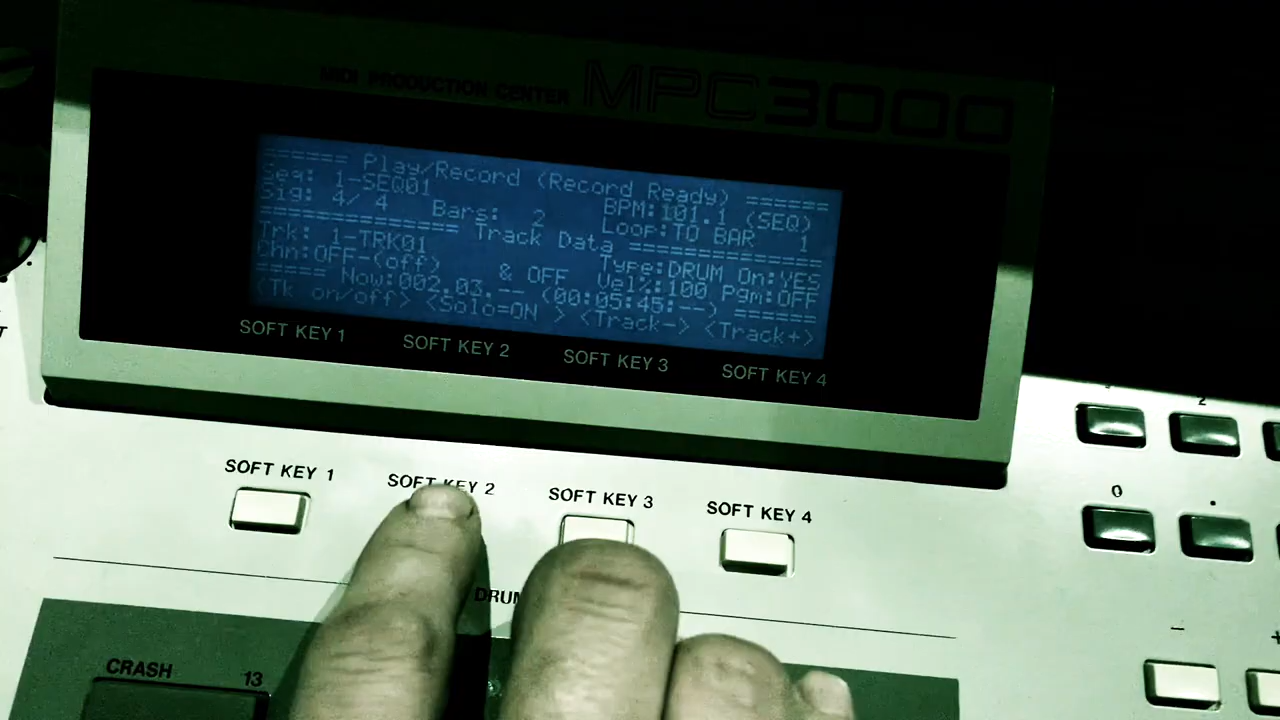 MIDI PRODUCTION CENTER MPC3000
====== Play/Record (Record Ready) ======
Seq: 1-SEQ01 BPM:101.1 (SEQ)
Sig: 4/ 4 Bars: 2 Loop:TO BAR 1
============== Track Data ==============
Trk: 1-TRK01 Type:DRUM On:YES
Chn:OFF-(off) & OFF Vel%:100 Pgm:OFF
===== Now:002.03.-- (00:05:45:--) ======
<Tk on/off> <Solo=ON > <Track-> <Track+>
SOFT KEY 1 SOFT KEY 2 SOFT KEY 3 SOFT KEY 4
2
SOFT KEY 1 SOFT KEY 2 SOFT KEY 3 SOFT KEY 4
0 .
DRUM
− +
CRASH 13